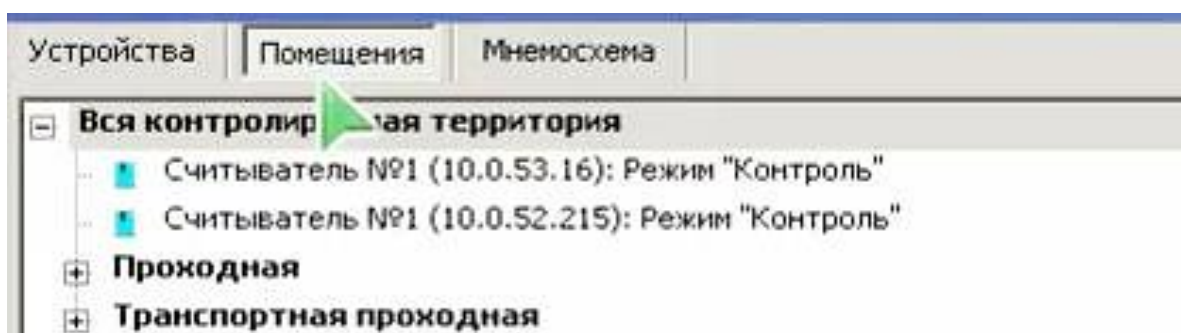 Устройства Помещения Мнемосхема
Вся территория
Считыватель №1 (10.0.53.16): Режим "Контроль"
Считыватель №1 (10.0.52.215): Режим "Контроль"
Проходная
Транспортная проходная